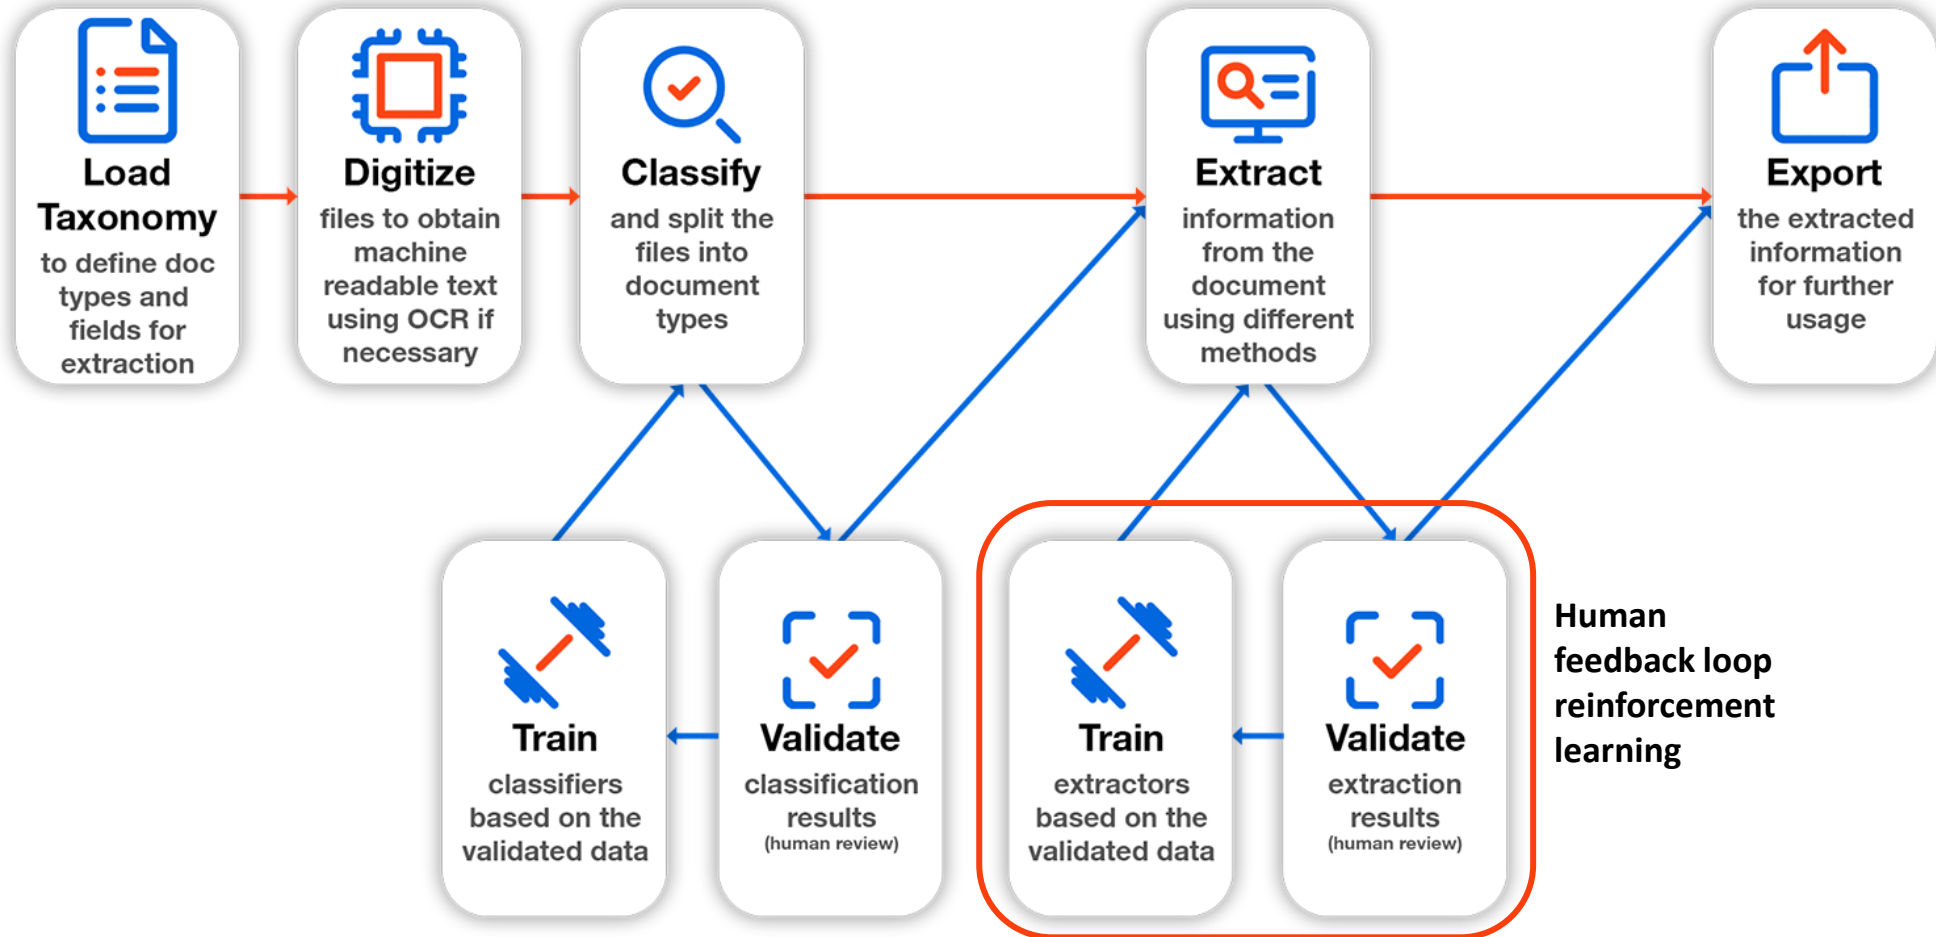 Load
Taxonomy
to define doc
types and
fields for
extraction
Digitize
files to obtain
machine
readable text
using OCR if
necessary
Classify
and split the
files into
document
types
Extract
information
from the
document
using different
methods
Export
the extracted
information
for further
usage
Train
classifiers
based on the
validated data
Validate
classification
results
(human review)
Train
extractors
based on the
validated data
Validate
extraction
results
(human review)
Human
feedback loop
reinforcement
learning